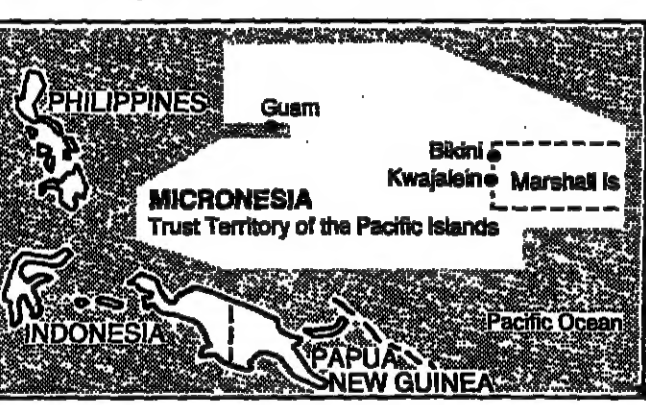 PHILIPPINES
Guam
Bikini
Kwajalein
Marshall Is
MICRONESIA
Trust Territory of the Pacific Islands
INDONESIA
Pacific Ocean
PAPUA
NEW GUINEA